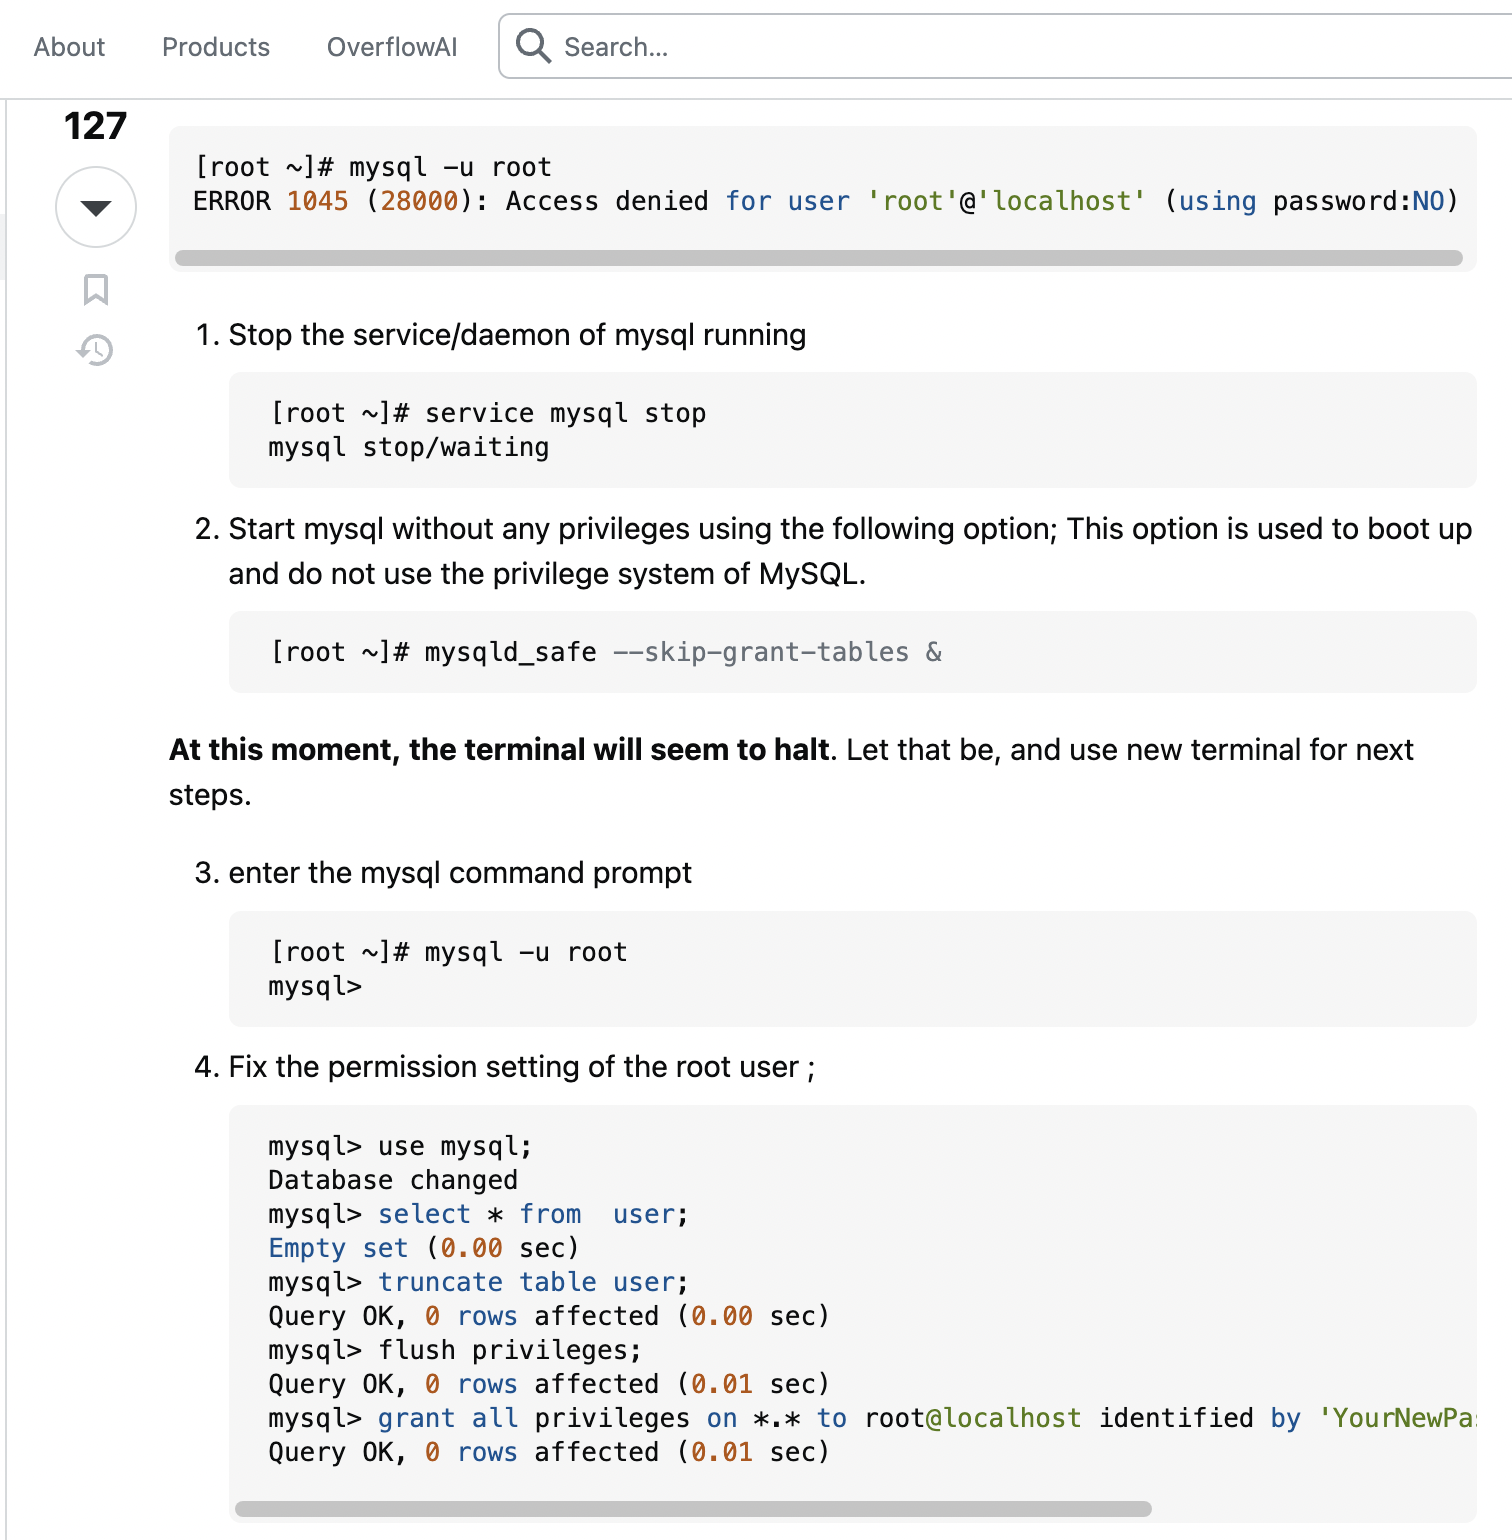 About Products OverflowAI Search...
127
[root ~]# mysql -u root
ERROR 1045 (28000): Access denied for user 'root'@'localhost' (using password:NO)
1. Stop the service/daemon of mysql running
[root ~]# service mysql stop
mysql stop/waiting
2. Start mysql without any privileges using the following option; This option is used to boot up
and do not use the privilege system of MySQL.
[root ~]# mysqld_safe --skip-grant-tables &
At this moment, the terminal will seem to halt. Let that be, and use new terminal for next
steps.
3. enter the mysql command prompt
[root ~]# mysql -u root
mysql>
4. Fix the permission setting of the root user ;
mysql> use mysql;
Database changed
mysql> select * from  user;
Empty set (0.00 sec)
mysql> truncate table user;
Query OK, 0 rows affected (0.00 sec)
mysql> flush privileges;
Query OK, 0 rows affected (0.01 sec)
mysql> grant all privileges on *.* to root@localhost identified by 'YourNewPa
Query OK, 0 rows affected (0.01 sec)